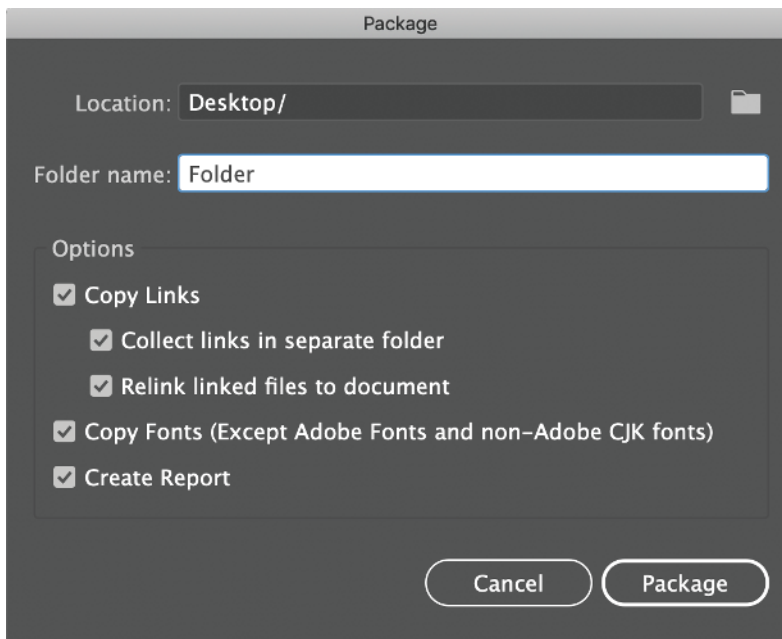 Package
Location: Desktop/
Folder name: Folder
Options
Copy Links
Collect links in separate folder
Relink linked files to document
Copy Fonts (Except Adobe Fonts and non-Adobe CJK fonts)
Create Report
Cancel Package